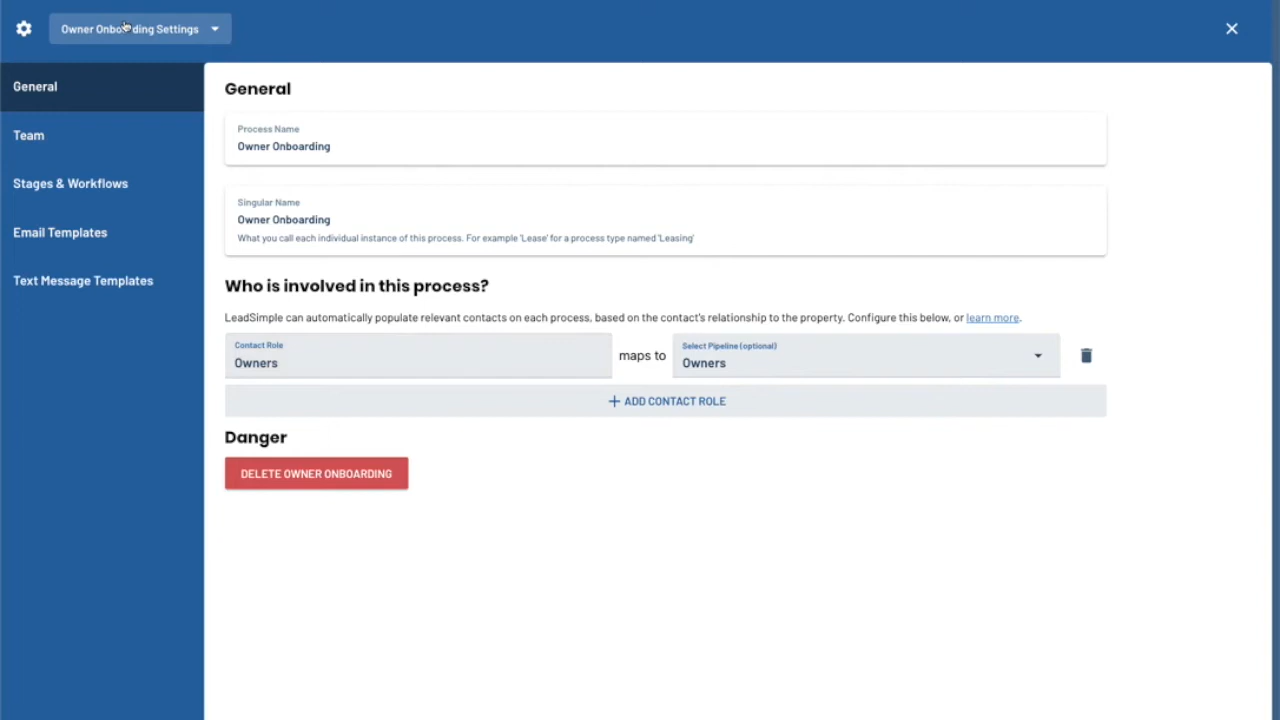 Owner Onboarding Settings
General
Team
Stages & Workflows
Email Templates
Text Message Templates
General
Process Name
Owner Onboarding
Singular Name
Owner Onboarding
What you call each individual instance of this process. For example 'Lease' for a process type named 'Leasing'
Who is involved in this process?
LeadSimple can automatically populate relevant contacts on each process, based on the contact's relationship to the property. Configure this below, or learn more.
Contact Role
Owners
maps to
Select Pipeline (optional)
Owners
ADD CONTACT ROLE
Danger
DELETE OWNER ONBOARDING